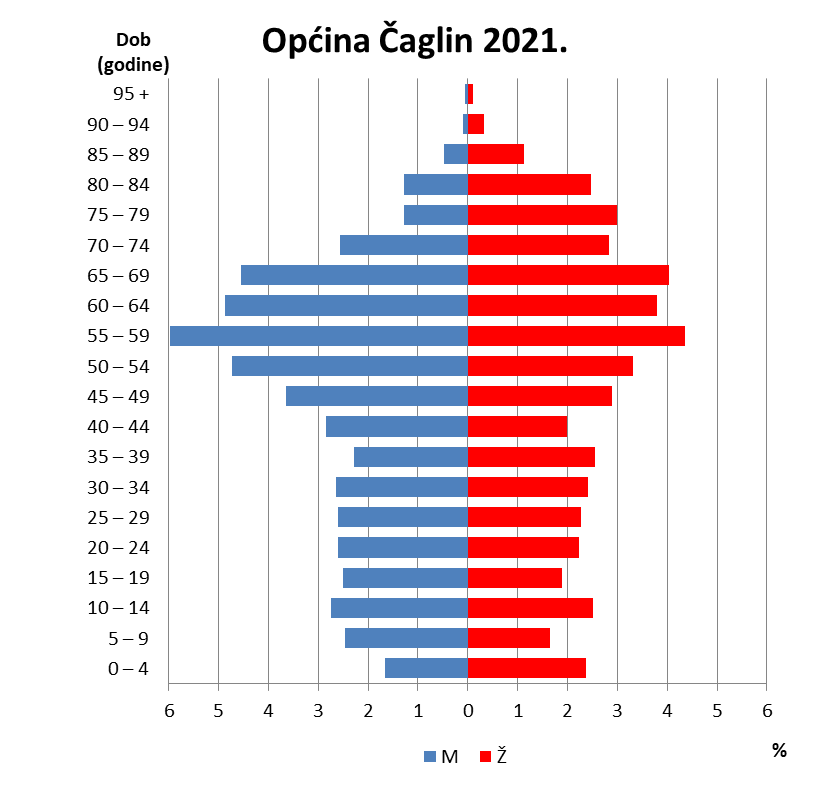 Općina Čaglin 2021.
Dob
(godine)
95 +
90 – 94
85 – 89
80 – 84
75 – 79
70 – 74
65 – 69
60 – 64
55 – 59
50 – 54
45 – 49
40 – 44
35 – 39
30 – 34
25 – 29
20 – 24
15 – 19
10 – 14
5 – 9
0 – 4
6 5 4 3 2 1 0 1 2 3 4 5 6
%
M Ž